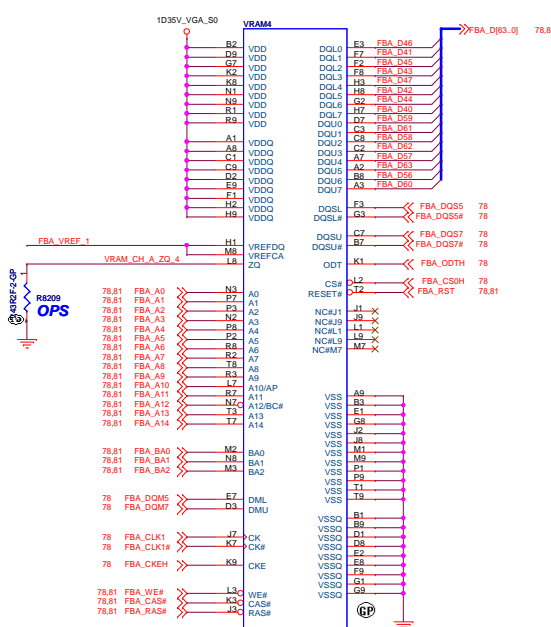 1D35V_VGA_S0
VRAM4
FBA_D[63..0] 78,8
B2 VDD DQL0 E3 FBA_D46
D9 VDD DQL1 F7 FBA_D41
G7 VDD DQL2 F2 FBA_D45
K2 VDD DQL3 F8 FBA_D43
K8 VDD DQL4 H3 FBA_D47
N1 VDD DQL5 H8 FBA_D42
N9 VDD DQL6 G2 FBA_D44
R1 VDD DQL7 H7 FBA_D40
R9 VDD DQU0 D7 FBA_D59
DQU1 C3 FBA_D61
A1 VDDQ DQU2 C8 FBA_D58
A8 VDDQ DQU3 C2 FBA_D62
C1 VDDQ DQU4 A7 FBA_D57
C9 VDDQ DQU5 A2 FBA_D63
D2 VDDQ DQU6 B8 FBA_D56
E9 VDDQ DQU7 A3 FBA_D60
F1 VDDQ
H2 VDDQ DQSL F3 FBA_DQS5 78
H9 VDDQ DQSL# G3 FBA_DQS5# 78
DQSU C7 FBA_DQS7 78
FBA_VREF_1 H1 VREFDQ DQSU# B7 FBA_DQS7# 78
M8 VREFCA
VRAM_CH_A_ZQ_4 L8 ZQ ODT K1 FBA_ODTH 78
CS# L2 FBA_CS0H 78
RESET# T2 FBA_RST 78,81
243R2F-2-GP
R8209
OPS
78,81 FBA_A0 N3 A0
78,81 FBA_A1 P7 A1 NC#J1 J1
78,81 FBA_A2 P3 A2 NC#J9 J9
78,81 FBA_A3 N2 A3 NC#L1 L1
78,81 FBA_A4 P8 A4 NC#L9 L9
78,81 FBA_A5 P2 A5 NC#M7 M7
78,81 FBA_A6 R8 A6
78,81 FBA_A7 R2 A7
78,81 FBA_A8 T8 A8
78,81 FBA_A9 R3 A9
78,81 FBA_A10 L7 A10/AP
78,81 FBA_A11 R7 A11 VSS A9
78,81 FBA_A12 N7 A12/BC# VSS B3
78,81 FBA_A13 T3 A13 VSS E1
78,81 FBA_A14 T7 A14 VSS G8
VSS J2
VSS J8
78,81 FBA_BA0 M2 BA0 VSS M1
78,81 FBA_BA1 N8 BA1 VSS M9
78,81 FBA_BA2 M3 BA2 VSS P1
VSS P9
VSS T1
78 FBA_DQM5 E7 DML VSS T9
78 FBA_DQM7 D3 DMU
VSSQ B1
VSSQ B9
78 FBA_CLK1 J7 CK VSSQ D1
78 FBA_CLK1# K7 CK# VSSQ D8
VSSQ E2
78 FBA_CKEH K9 CKE VSSQ E8
VSSQ F9
VSSQ G1
78,81 FBA_WE# L3 WE# VSSQ G9
78,81 FBA_CAS# K3 CAS#
78,81 FBA_RAS# J3 RAS#
GP